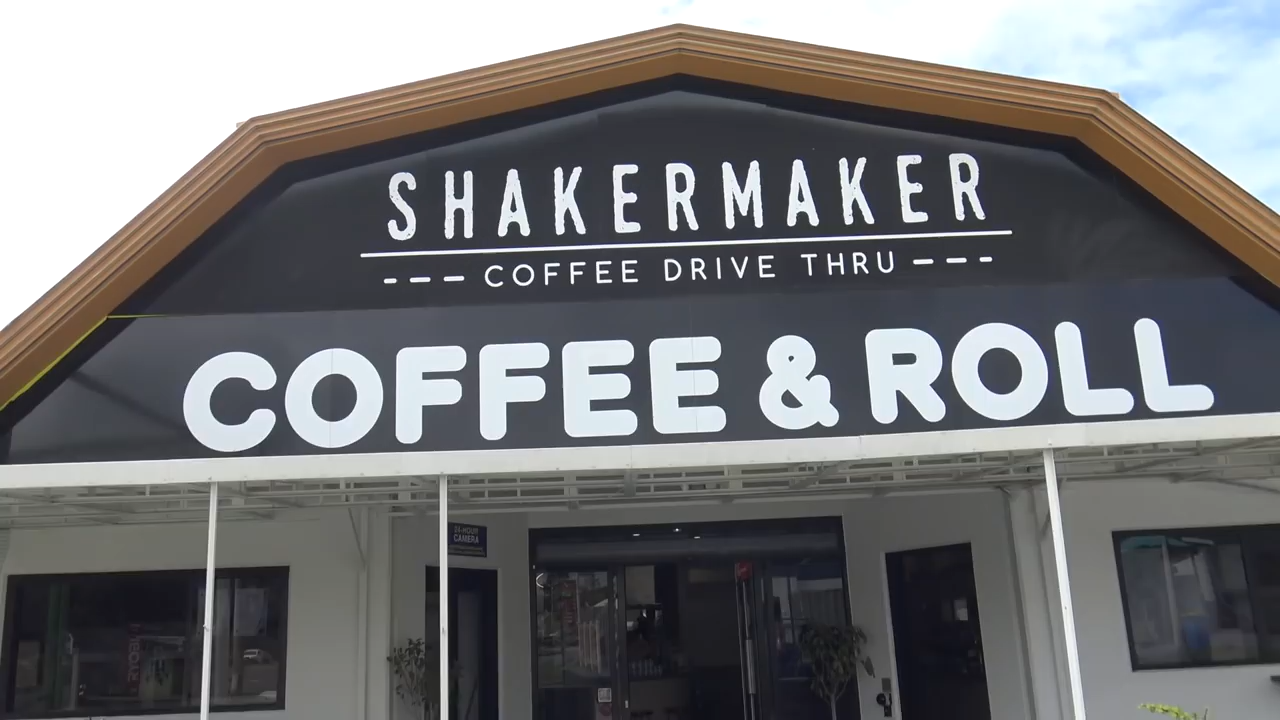 SHAKERMAKER
--- COFFEE DRIVE THRU ---
COFFEE & ROLL
24-HOUR
CAMERA